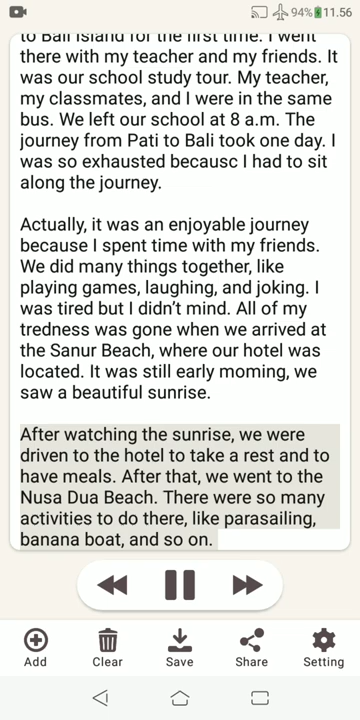 94% 11.56
to Bali Island for the first time. I went
there with my teacher and my friends. It
was our school study tour. My teacher,
my classmates, and I were in the same
bus. We left our school at 8 a.m. The
journey from Pati to Bali took one day. I
was so exhausted becausc I had to sit
along the journey.
Actually, it was an enjoyable journey
because I spent time with my friends.
We did many things together, like
playing games, laughing, and joking. I
was tired but I didn't mind. All of my
tredness was gone when we arrived at
the Sanur Beach, where our hotel was
located. It was still early moming, we
saw a beautiful sunrise.
After watching the sunrise, we were
driven to the hotel to take a rest and to
have meals. After that, we went to the
Nusa Dua Beach. There were so many
activities to do there, like parasailing,
banana boat, and so on.
Add Clear Save Share Setting